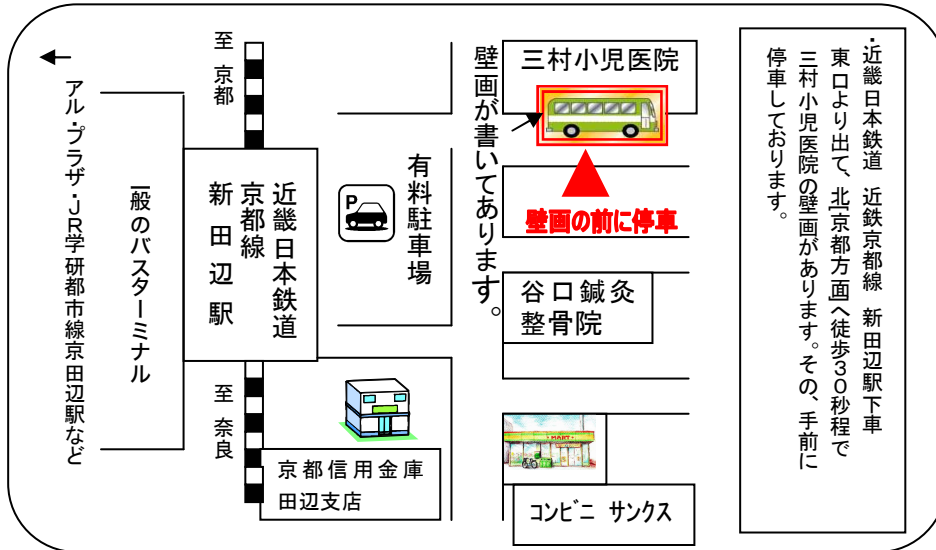 ・近畿日本鉄道 近鉄京都線 新田辺駅下車
東口より出て、北京都方面へ徒歩30秒程で
三村小児医院の壁画があります。その、手前に
停車しております。
三村小児医院
壁画が書いてあります。
壁画の前に停車
谷口鍼灸
整骨院
MART
コンビニ サンクス
有料駐車場
P
至 京都
近畿日本鉄道
京都線
新田辺駅
至 奈良
京都信用金庫
田辺支店
一般のバスターミナル
アル・プラザ・JR学研都市線京田辺駅など